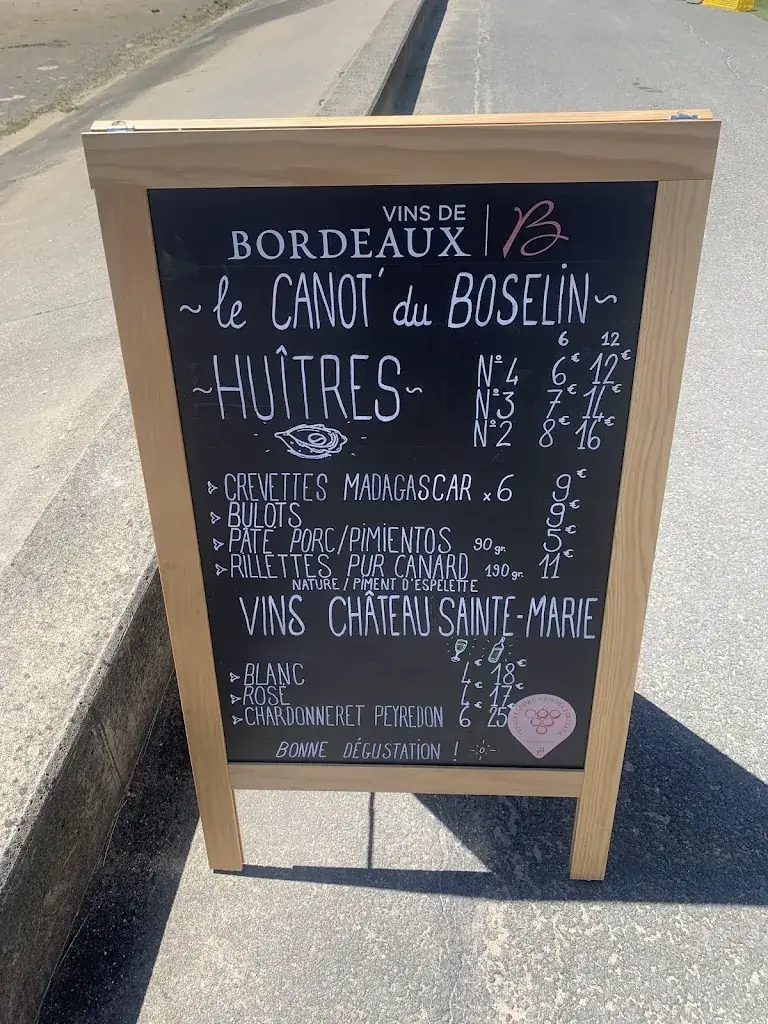 VINS DE
BORDEAUX | B
~ le CANOT' du BOSELIN ~
6 12
~ HUÎTRES ~
N°4 6€ 12€
N°3 7€ 14€
N°2 8€ 16€
CREVETTES MADAGASCAR x 6 9€
BULOTS 9€
PÂTÉ PORC/PIMIENTOS 90gr. 5€
RILLETTES PUR CANARD 190gr. 11€
NATURE / PIMENT D'ESPELETTE
VINS CHÂTEAU SAINTE-MARIE
BLANC 4€ 18€
ROSÉ 4€ 17€
CHARDONNERET PEYREDON 6€ 25€
BONNE DÉGUSTATION !